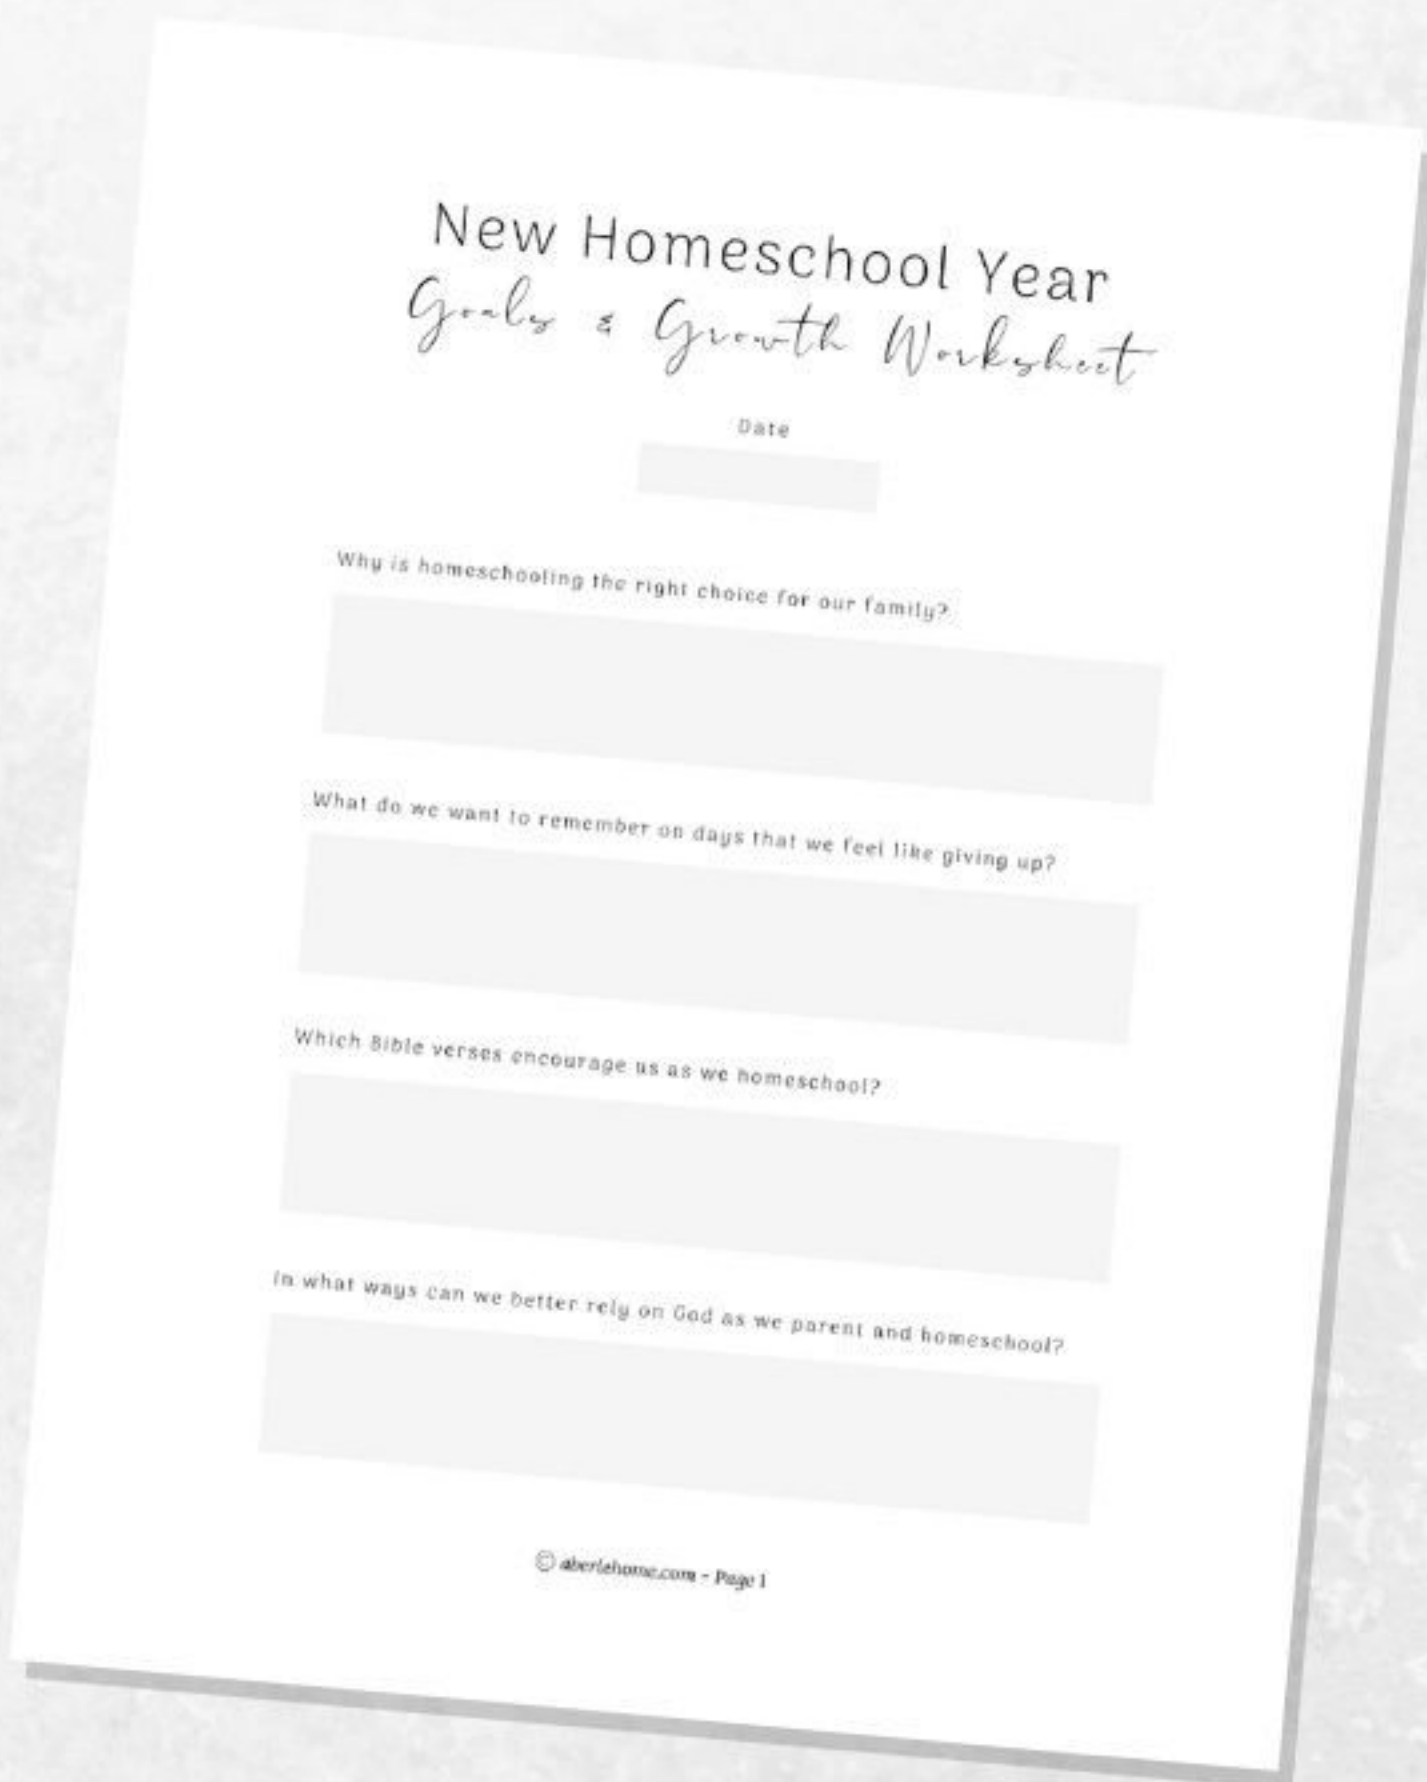 New Homeschool Year
Goals & Growth Worksheet
Date
Why is homeschooling the right choice for our family?
What do we want to remember on days that we feel like giving up?
Which Bible verses encourage us as we homeschool?
In what ways can we better rely on God as we parent and homeschool?
© aberlehome.com - Page 1